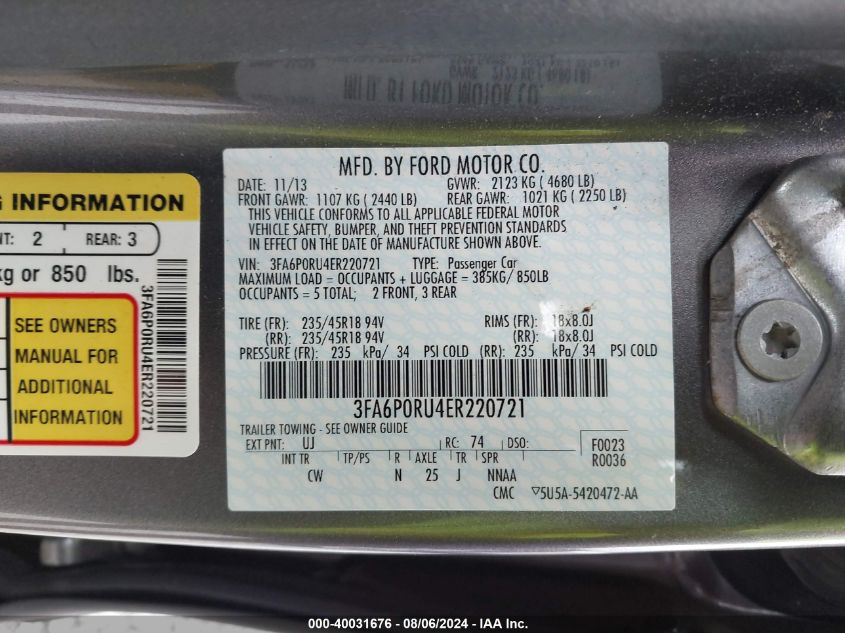 MFD. BY FORD MOTOR CO.
DATE: 11/13 GVWR: 2123 KG ( 4680 LB)
FRONT GAWR: 1107 KG ( 2440 LB) REAR GAWR: 1021 KG ( 2250 LB)
THIS VEHICLE CONFORMS TO ALL APPLICABLE FEDERAL MOTOR
VEHICLE SAFETY, BUMPER, AND THEFT PREVENTION STANDARDS
IN EFFECT ON THE DATE OF MANUFACTURE SHOWN ABOVE.
VIN: 3FA6P0RU4ER220721 TYPE: Passenger Car
MAXIMUM LOAD = OCCUPANTS + LUGGAGE = 385KG/ 850LB
OCCUPANTS = 5 TOTAL; 2 FRONT, 3 REAR
TIRE (FR): 235/45R18 94V RIMS (FR): 18x8.0J
(RR): 235/45R18 94V (RR): 18x8.0J
PRESSURE (FR): 235 kPa/ 34 PSI COLD (RR): 235 kPa/ 34 PSI COLD
3FA6P0RU4ER220721
TRAILER TOWING - SEE OWNER GUIDE
EXT PNT: UJ RC: 74 DSO: F0023
INT TR TP/PS R AXLE TR SPR R0036
CW N 25 J NNAA
CMC ▽5U5A-5420472-AA
INFORMATION
2 REAR: 3
kg or 850 lbs.
SEE OWNERS
MANUAL FOR
ADDITIONAL
INFORMATION
3FA6P0RU4ER220721
000-40031676 - 08/06/2024 - IAA Inc.